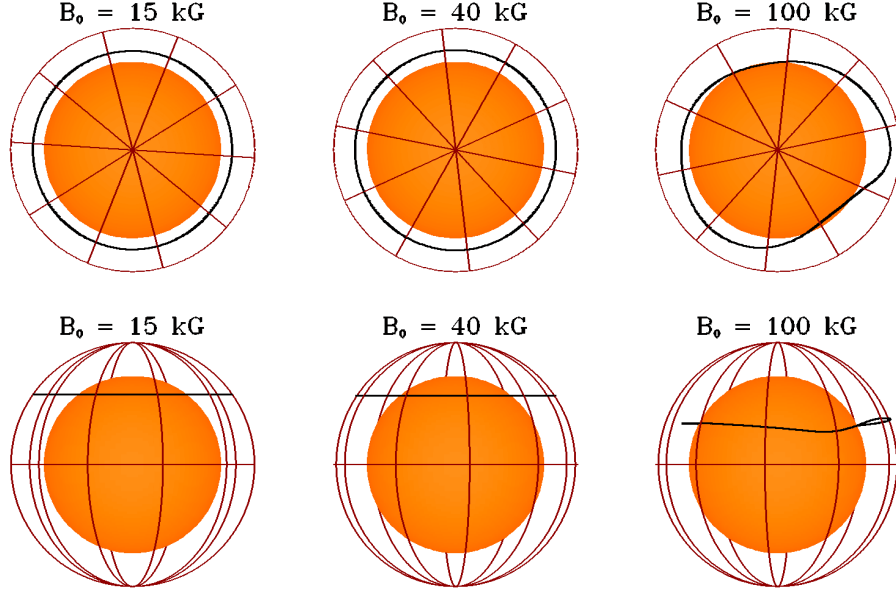 B₀ = 15 kG
B₀ = 40 kG
B₀ = 100 kG
B₀ = 15 kG
B₀ = 40 kG
B₀ = 100 kG